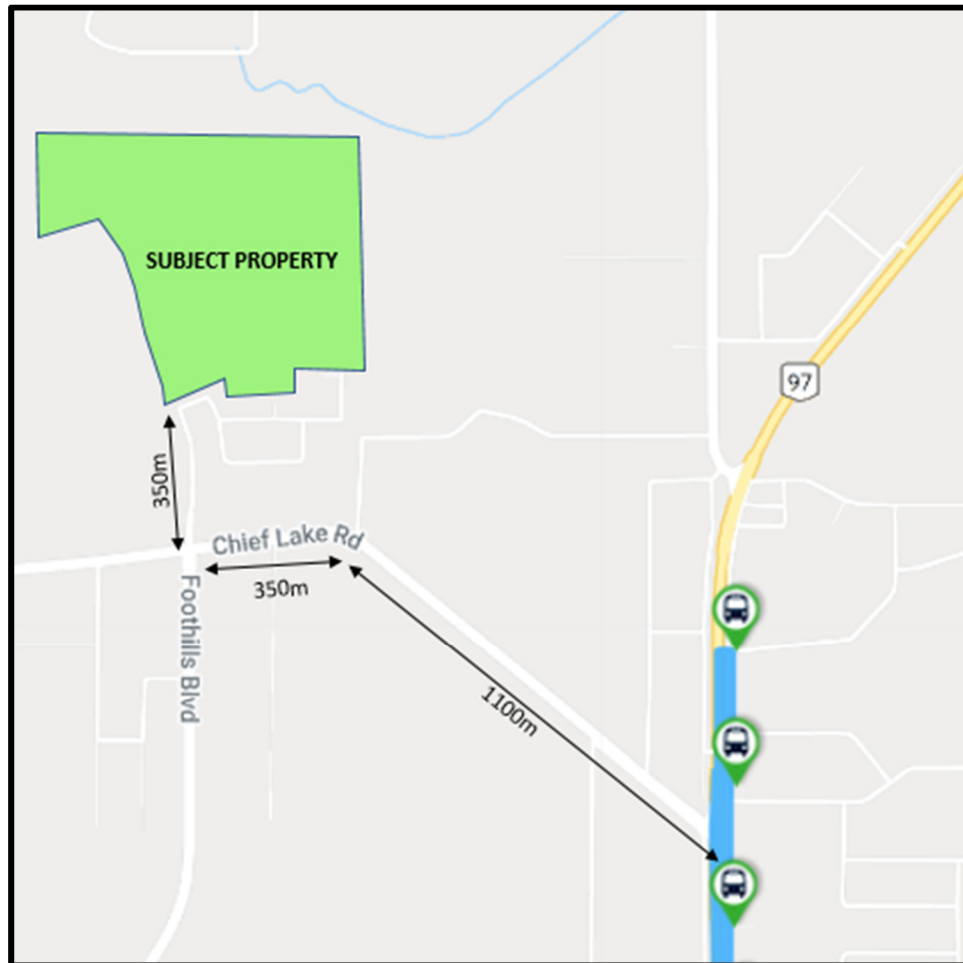 SUBJECT PROPERTY
97
350m
Chief Lake Rd
350m
Foothills Blvd
1100m